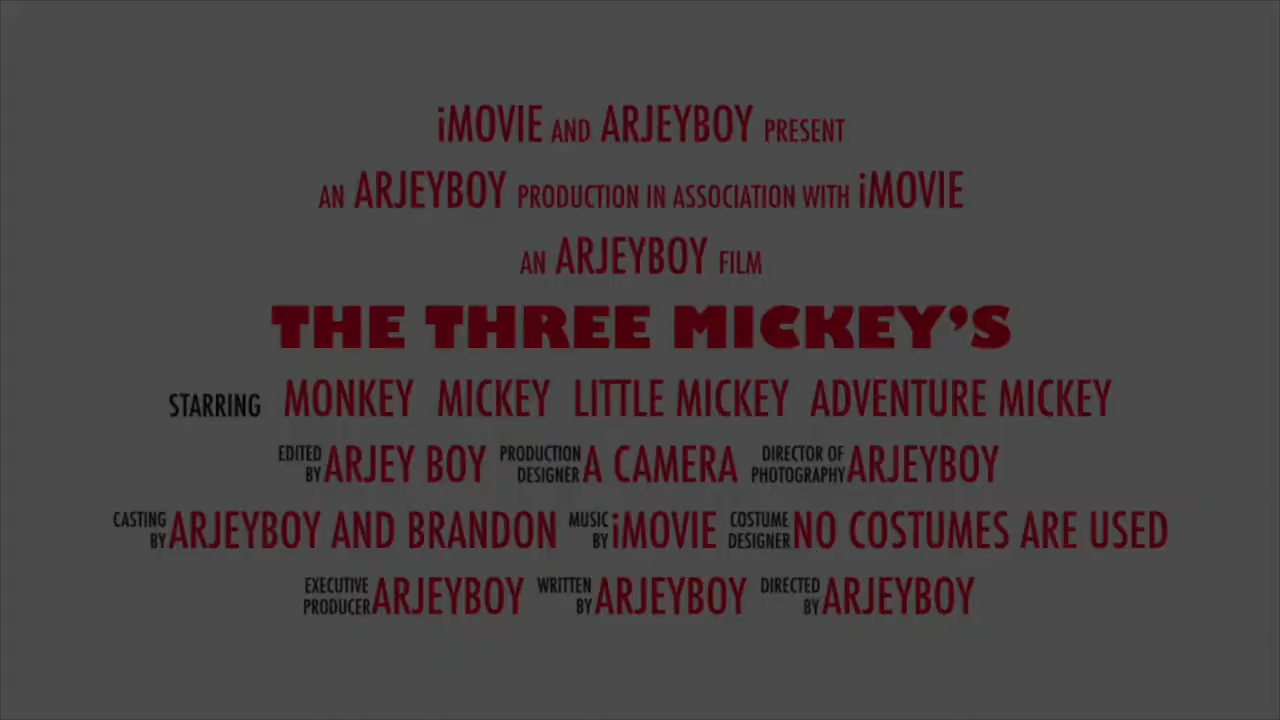 iMOVIE AND ARJEYBOY PRESENT
AN ARJEYBOY PRODUCTION IN ASSOCIATION WITH iMOVIE
AN ARJEYBOY FILM
THE THREE MICKEY'S
STARRING MONKEY MICKEY LITTLE MICKEY ADVENTURE MICKEY
EDITED BY ARJEY BOY PRODUCTION DESIGNER A CAMERA DIRECTOR OF PHOTOGRAPHY ARJEYBOY
CASTING BY ARJEYBOY AND BRANDON MUSIC BY iMOVIE COSTUME DESIGNER NO COSTUMES ARE USED
EXECUTIVE PRODUCER ARJEYBOY WRITTEN BY ARJEYBOY DIRECTED BY ARJEYBOY